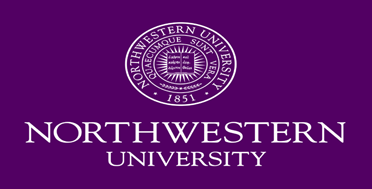 NORTHWESTERN UNIVERSITY
QUAECUMQUE SUNT VERA
· 1851 ·
NORTHWESTERN
UNIVERSITY